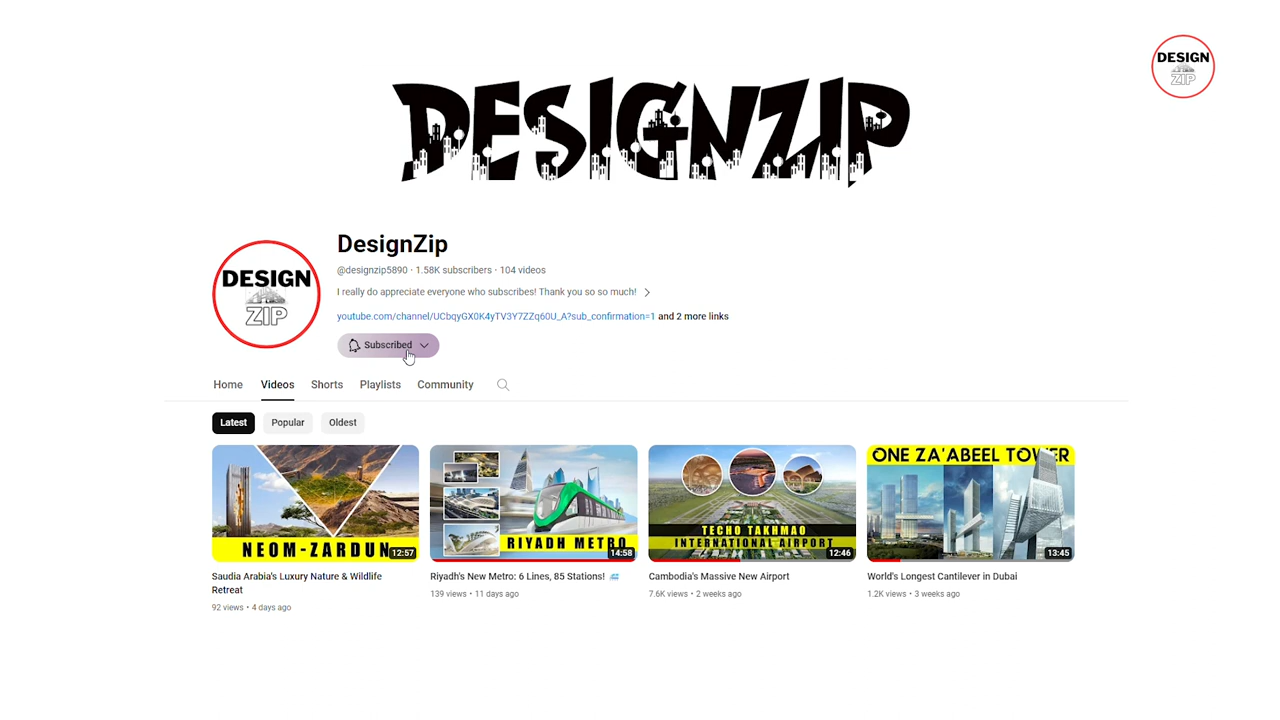 DESIGN
ZIP
DESIGNZIP
DESIGN
ZIP
DesignZip
@designzip5890 · 1.58K subscribers · 104 videos
I really do appreciate everyone who subscribes! Thank you so so much!
youtube.com/channel/UCbqyGX0K4yTV3Y7ZZq60U_A?sub_confirmation=1 and 2 more links
Subscribed
Home Videos Shorts Playlists Community
Latest Popular Oldest
NEOM-ZARDUN 12:57
RIYADH METRO 14:58
TECHO TAKHMAO
INTERNATIONAL AIRPORT 12:46
ONE ZA'ABEEL TOWER
13:45
Saudia Arabia's Luxury Nature & Wildlife
Retreat
92 views • 4 days ago
Riyadh's New Metro: 6 Lines, 85 Stations!
139 views • 11 days ago
Cambodia's Massive New Airport
7.6K views • 2 weeks ago
World's Longest Cantilever in Dubai
1.2K views • 3 weeks ago